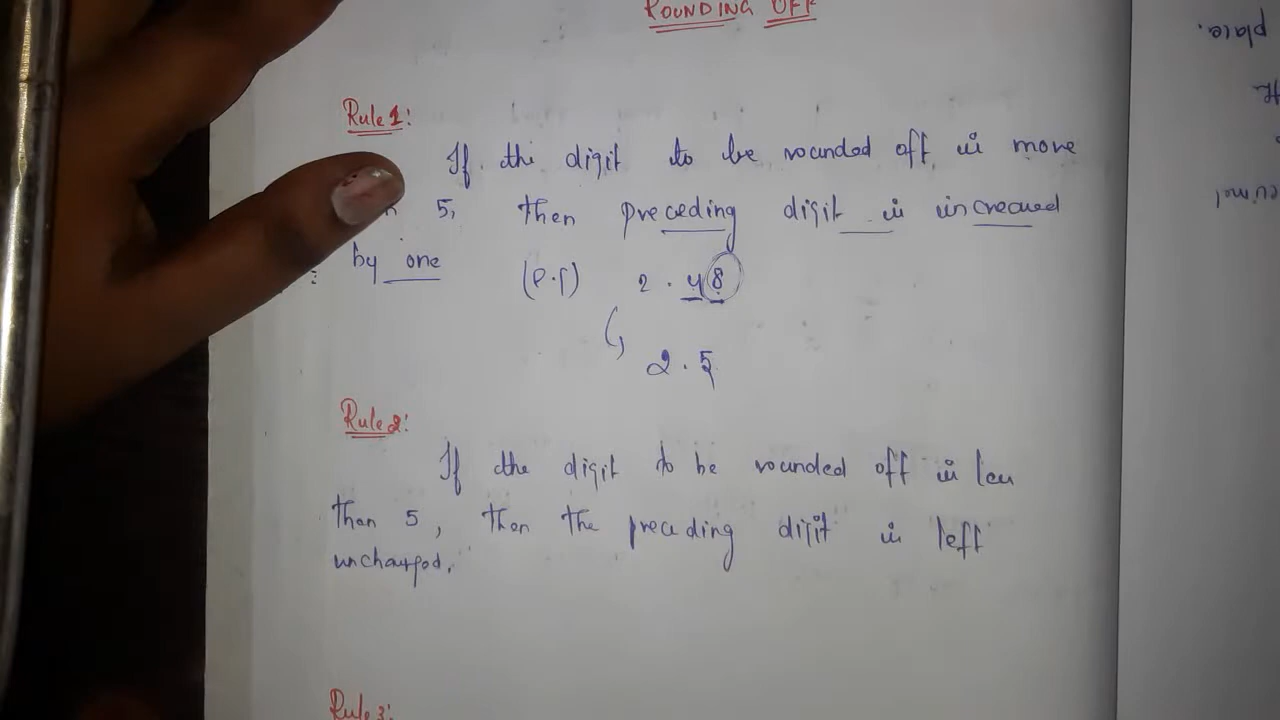 ROUNDING OFF
place.
Rule 1:
If the digit to be rounded off is more
5, then preceding digit is increased
by one (e.g) 2.48
2.5
Rule 2:
If the digit to be rounded off is less
than 5, then the preceding digit is left
unchanged.
Rule 3: